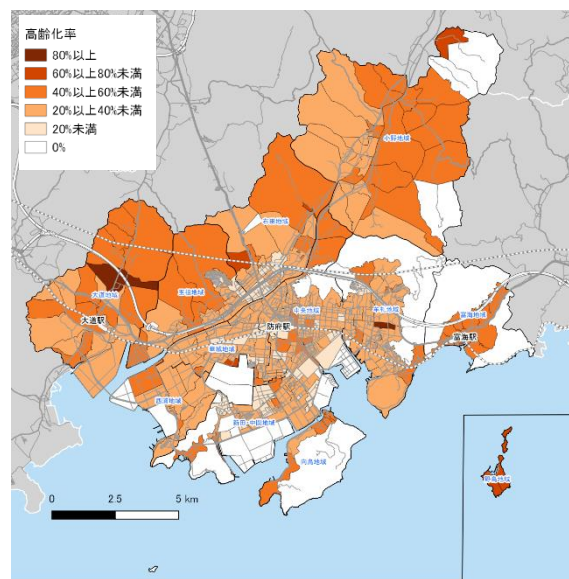 高齢化率
80%以上
60%以上80%未満
40%以上60%未満
20%以上40%未満
20%未満
0%
小野地域
右田地域
大道地域
大道駅
牟礼地域
防府駅
富海地域
富海駅
華城地域
西浦地域
新田・中関地域
向島地域
野島地域
0 2.5 5 km